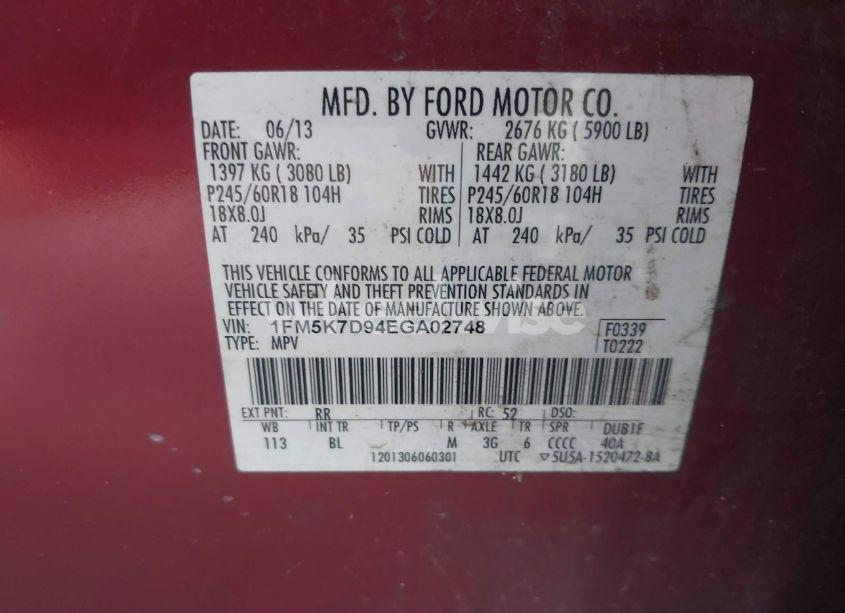 MFD. BY FORD MOTOR CO.
DATE: 06/13 GVWR: 2676 KG ( 5900 LB)
FRONT GAWR: REAR GAWR:
1397 KG ( 3080 LB) WITH 1442 KG ( 3180 LB) WITH
P245/60R18 104H TIRES P245/60R18 104H TIRES
18X8.0J RIMS 18X8.0J RIMS
AT 240 kPa/ 35 PSI COLD AT 240 kPa/ 35 PSI COLD
THIS VEHICLE CONFORMS TO ALL APPLICABLE FEDERAL MOTOR
VEHICLE SAFETY AND THEFT PREVENTION STANDARDS IN
EFFECT ON THE DATE OF MANUFACTURE SHOWN ABOVE.
VIN: 1FM5K7D94EGA02748 F0339
TYPE: MPV T0222
EXT PNT: RR RC: 52 DSO:
WB INT TR TP/PS R AXLE TR SPR DUB1F
113 BL M 3G 6 CCCC 40A
1201306060301 UTC ▽5U5A-1520472-BA